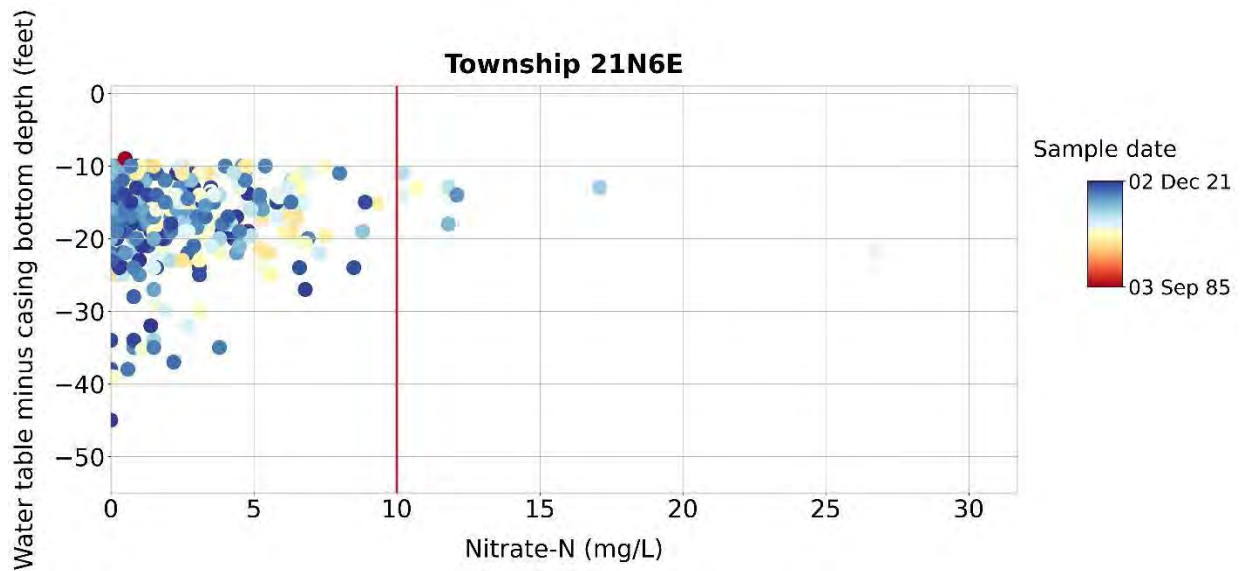 Township 21N6E
Water table minus casing bottom depth (feet)
0
−10
−20
−30
−40
−50
0 5 10 15 20 25 30
Nitrate-N (mg/L)
Sample date
02 Dec 21
03 Sep 85